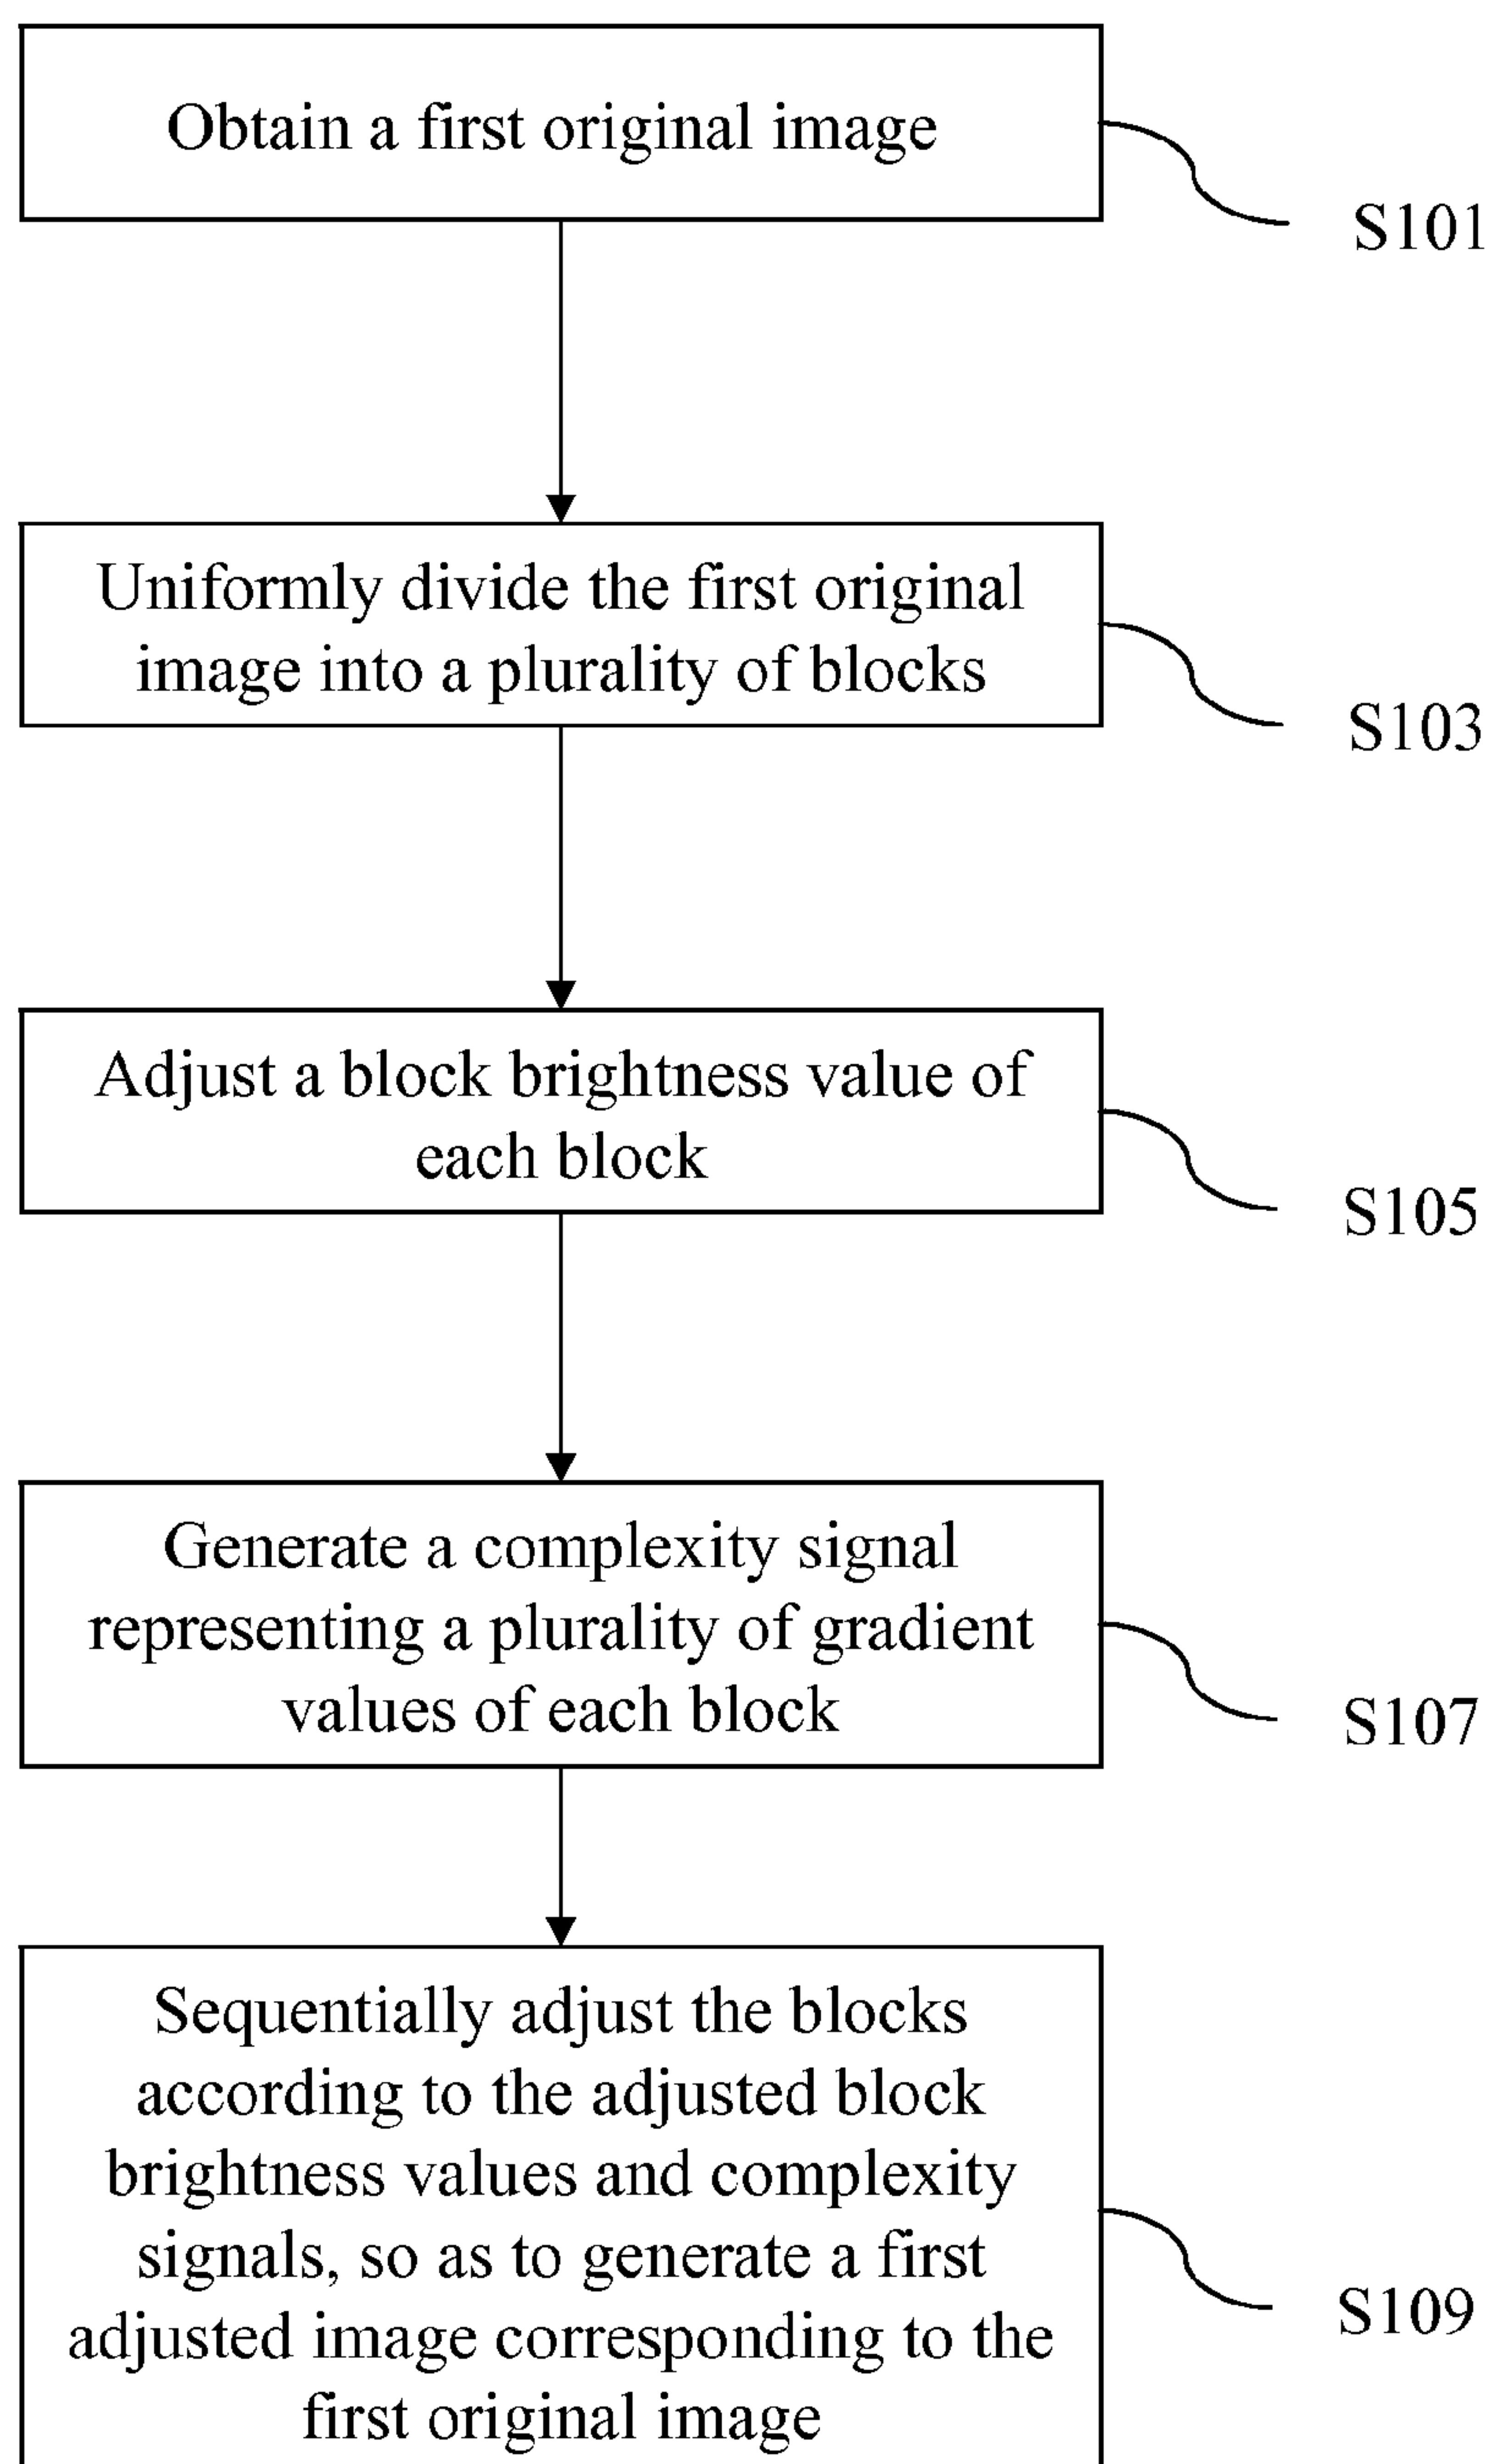 Obtain a first original image
S101
Uniformly divide the first original
image into a plurality of blocks
S103
Adjust a block brightness value of
each block
S105
Generate a complexity signal
representing a plurality of gradient
values of each block
S107
Sequentially adjust the blocks
according to the adjusted block
brightness values and complexity
signals, so as to generate a first
adjusted image corresponding to the
first original image
S109